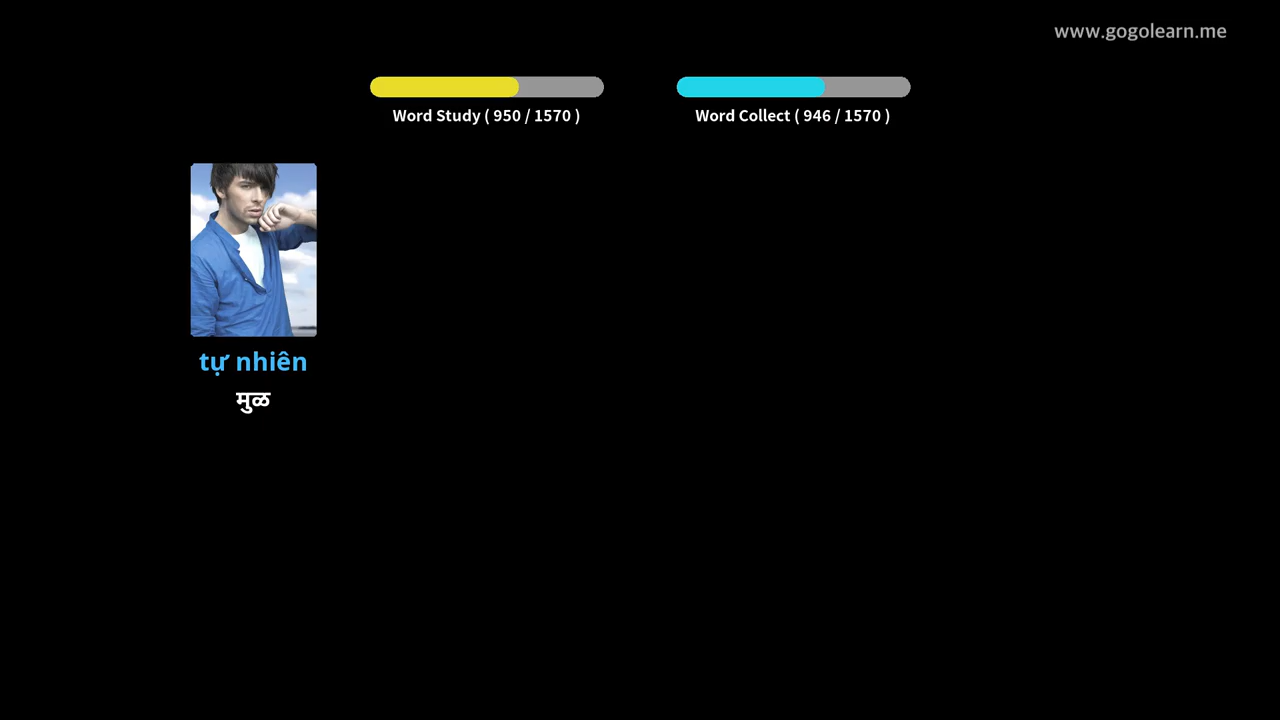 www.gogolearn.me
Word Study ( 950 / 1570 )
Word Collect ( 946 / 1570 )
tự nhiên
मुळ